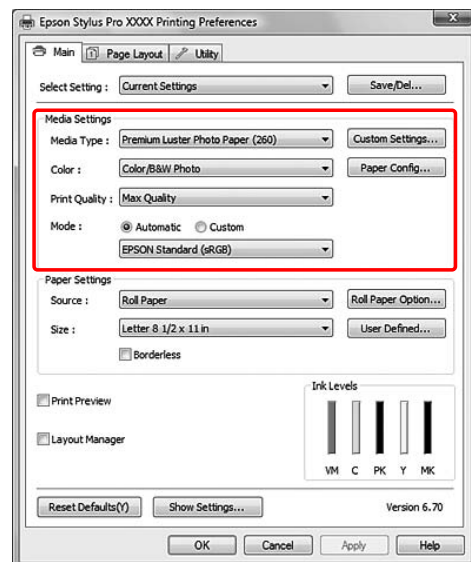 Epson Stylus Pro XXXX Printing Preferences
Main
Page Layout
Utility
Select Setting : Current Settings Save/Del...
Media Settings
Media Type : Premium Luster Photo Paper (260) Custom Settings...
Color : Color/B&W Photo Paper Config...
Print Quality : Max Quality
Mode : Automatic Custom
EPSON Standard (sRGB)
Paper Settings
Source : Roll Paper Roll Paper Option...
Size : Letter 8 1/2 x 11 in User Defined...
Borderless
Print Preview
Layout Manager
Ink Levels
VM C PK Y MK
Reset Defaults(Y) Show Settings... Version 6.70
OK Cancel Apply Help